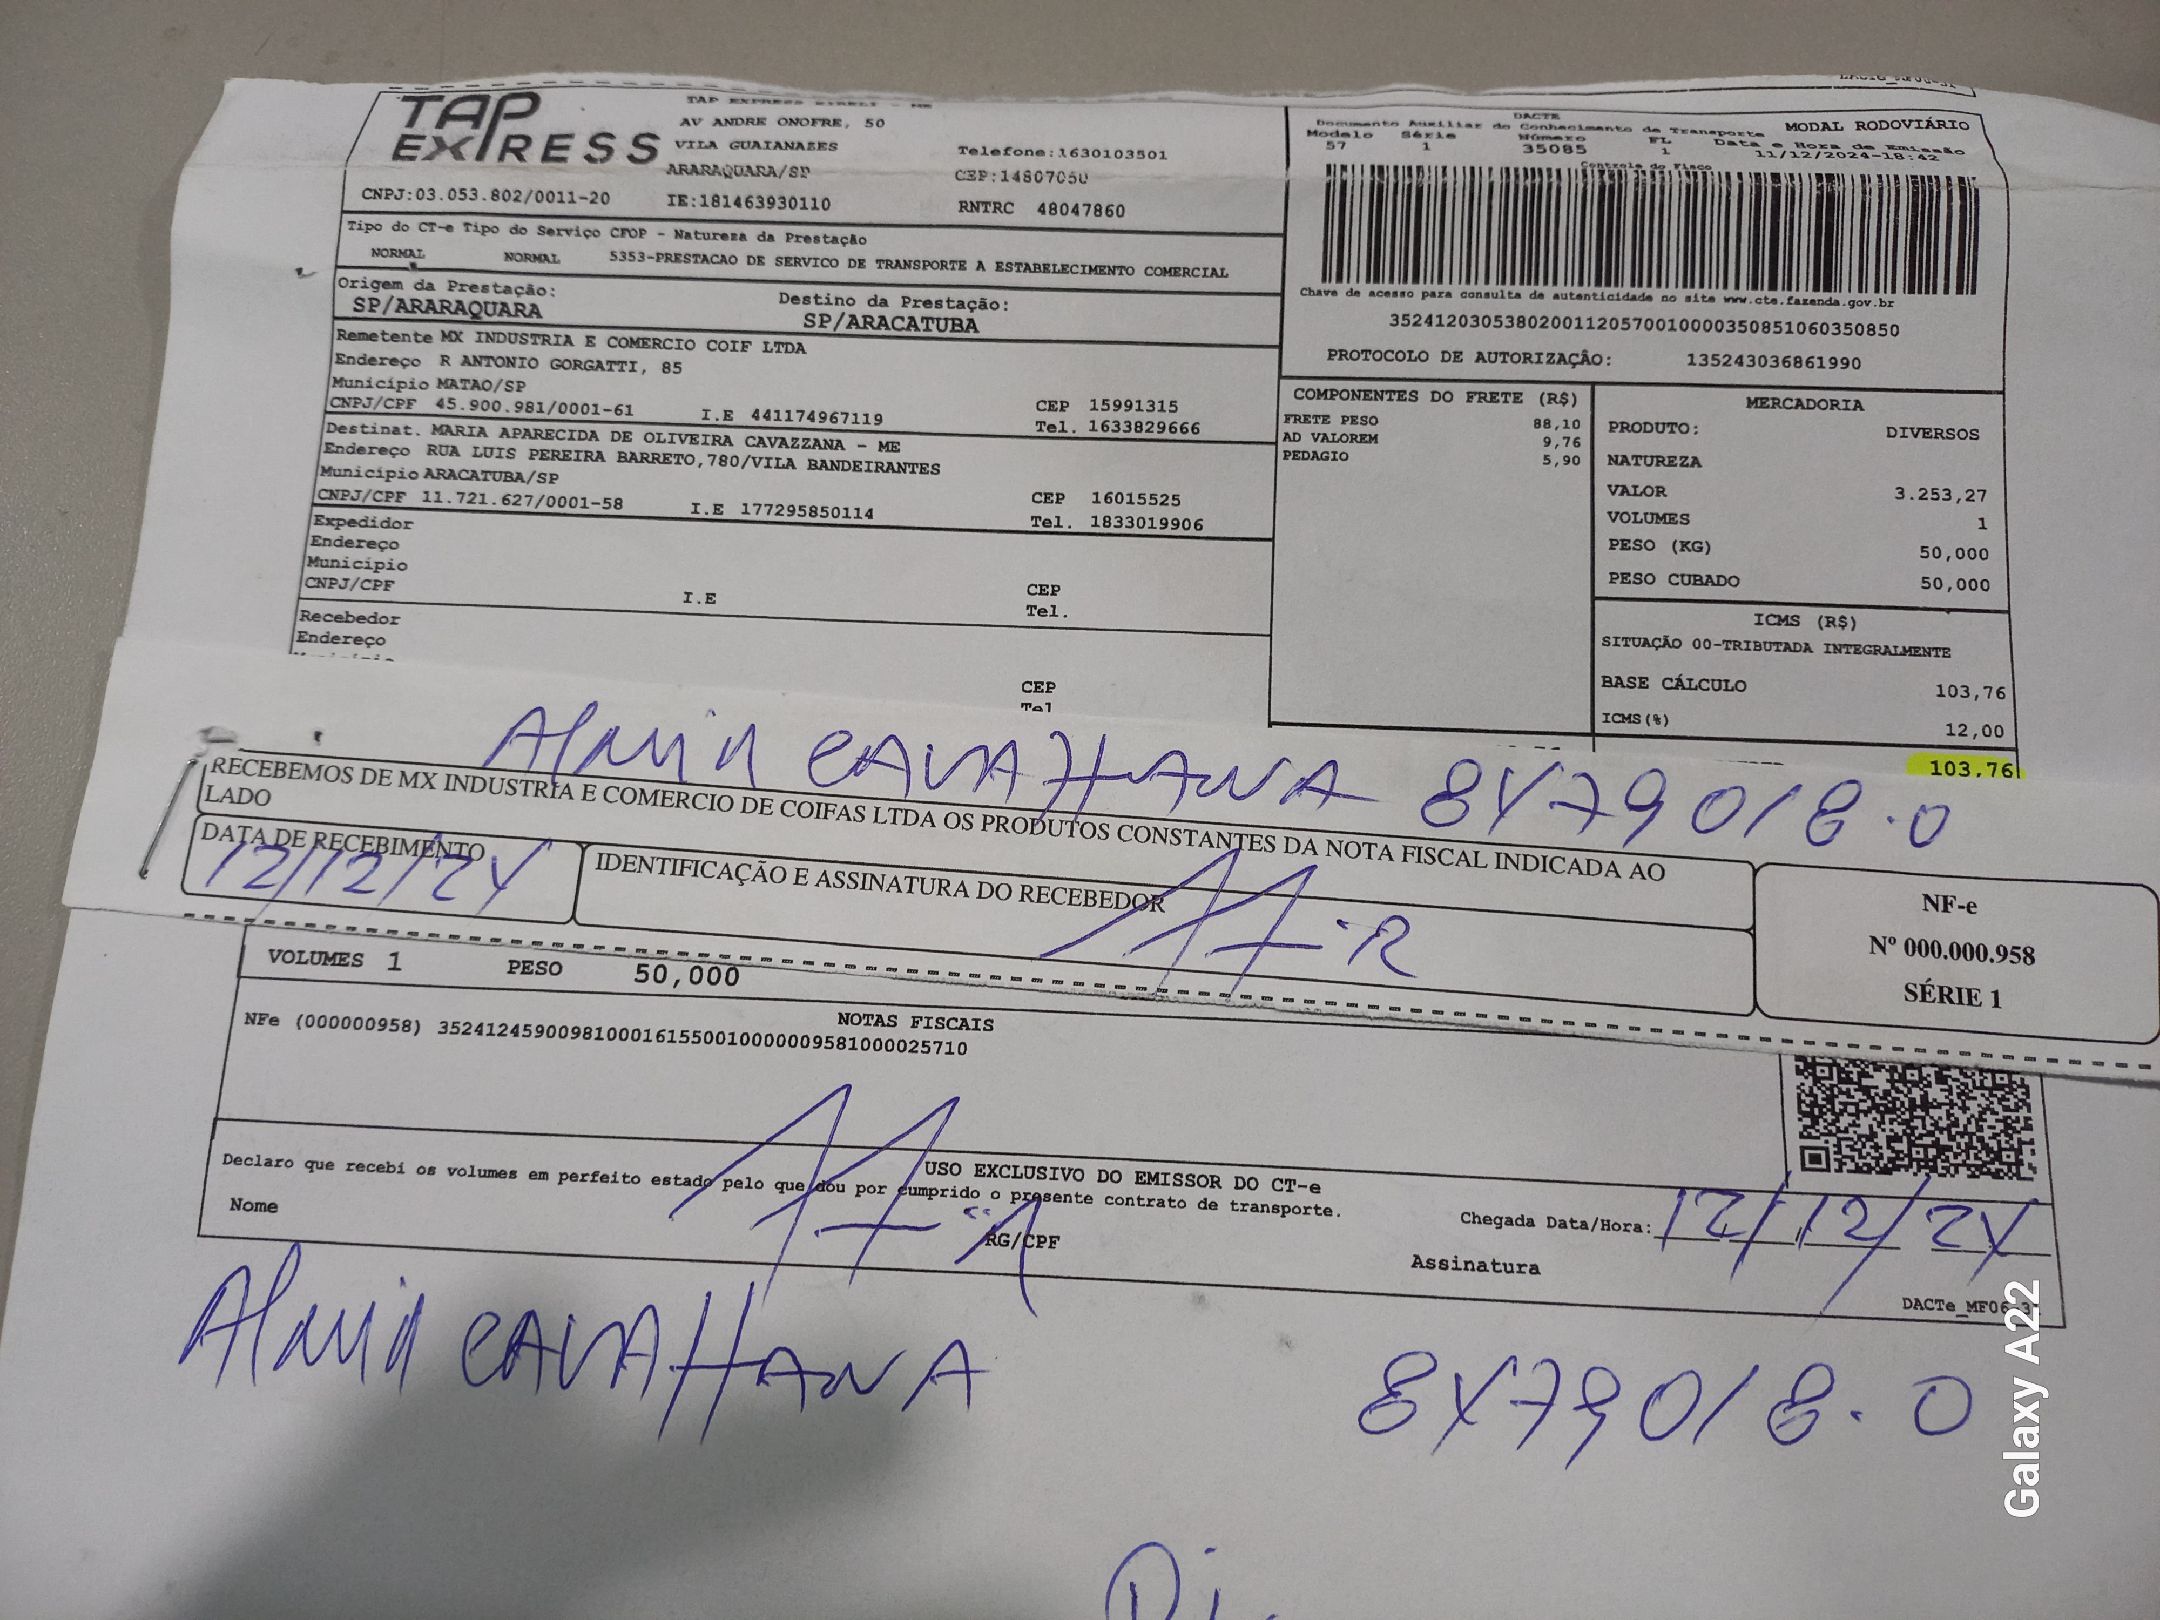 TAP EXPRESS
TAP EXPRESS EIRELI - ME
AV ANDRE ONOFRE, 50
VILA GUAIANAZES
Telefone:1630103501
ARARAQUARA/SP
CEP:14807050
CNPJ:03.053.802/0011-20 IE:181463930110 RNTRC 48047860
DACTE
Documento Auxiliar do Conhecimento de Transporte MODAL RODOVIÁRIO
Modelo Série Número FL Data e Hora de Emissão
57 1 35085 1 11/12/2024-18:42
Controle do Fisco
Chave de acesso para consulta de autenticidade no site www.cte.fazenda.gov.br
35241203053802001120570010000350851060350850
PROTOCOLO DE AUTORIZAÇÃO: 135243036861990
Tipo do CT-e Tipo do Serviço CFOP - Natureza da Prestação
NORMAL NORMAL 5353-PRESTACAO DE SERVICO DE TRANSPORTE A ESTABELECIMENTO COMERCIAL
Origem da Prestação: Destino da Prestação:
SP/ARARAQUARA SP/ARACATUBA
Remetente MX INDUSTRIA E COMERCIO COIF LTDA
Endereço R ANTONIO GORGATTI, 85
Município MATAO/SP CEP 15991315
CNPJ/CPF 45.900.981/0001-61 I.E 441174967119 Tel. 1633829666
Destinat. MARIA APARECIDA DE OLIVEIRA CAVAZZANA - ME
Endereço RUA LUIS PEREIRA BARRETO,780/VILA BANDEIRANTES
Município ARACATUBA/SP CEP 16015525
CNPJ/CPF 11.721.627/0001-58 I.E 177295850114 Tel. 1833019906
Expedidor
Endereço
Município CEP
CNPJ/CPF I.E Tel.
Recebedor
Endereço
Município CEP
Tel
COMPONENTES DO FRETE (R$)
FRETE PESO 88,10
AD VALOREM 9,76
PEDAGIO 5,90
MERCADORIA
PRODUTO: DIVERSOS
NATUREZA
VALOR 3.253,27
VOLUMES 1
PESO (KG) 50,000
PESO CUBADO 50,000
ICMS (R$)
SITUAÇÃO 00-TRIBUTADA INTEGRALMENTE
BASE CÁLCULO 103,76
ICMS(%) 12,00
103,76
CAVAZZANA
RECEBEMOS DE MX INDUSTRIA E COMERCIO DE COIFAS LTDA OS PRODUTOS CONSTANTES DA NOTA FISCAL INDICADA AO
LADO
DATA DE RECEBIMENTO IDENTIFICAÇÃO E ASSINATURA DO RECEBEDOR
12/12/24
NF-e
Nº 000.000.958
SÉRIE 1
VOLUMES 1 PESO 50,000
NOTAS FISCAIS
NFe (000000958) 35241245900981000161550010000009581000025710
USO EXCLUSIVO DO EMISSOR DO CT-e
Declaro que recebi os volumes em perfeito estado pelo que dou por cumprido o presente contrato de transporte.
Nome RG/CPF Chegada Data/Hora: 12/12/24
Assinatura
CAVAZZANA
Galaxy A22